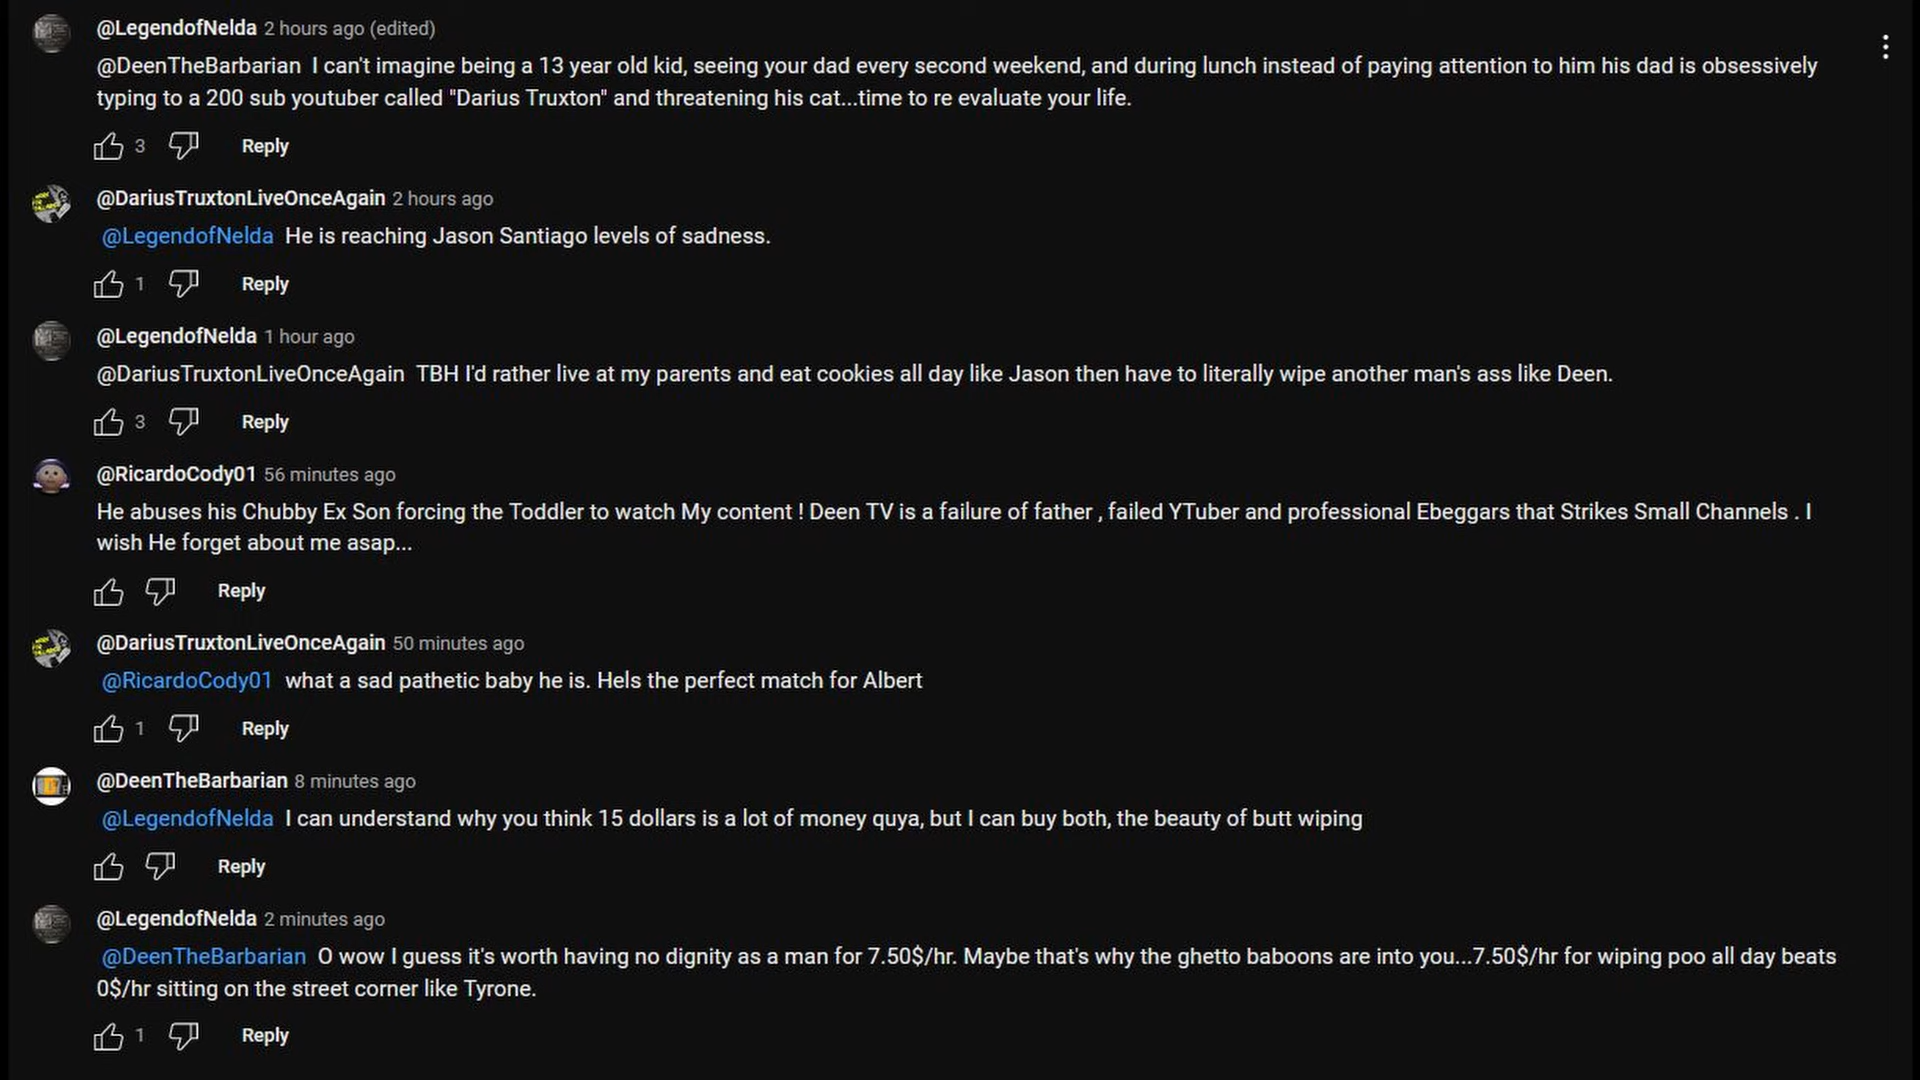 @LegendofNelda 2 hours ago (edited)
@DeenTheBarbarian I can't imagine being a 13 year old kid, seeing your dad every second weekend, and during lunch instead of paying attention to him his dad is obsessively
typing to a 200 sub youtuber called "Darius Truxton" and threatening his cat...time to re evaluate your life.
3 Reply
@DariusTruxtonLiveOnceAgain 2 hours ago
@LegendofNelda He is reaching Jason Santiago levels of sadness.
1 Reply
@LegendofNelda 1 hour ago
@DariusTruxtonLiveOnceAgain TBH I'd rather live at my parents and eat cookies all day like Jason then have to literally wipe another man's ass like Deen.
3 Reply
@RicardoCody01 56 minutes ago
He abuses his Chubby Ex Son forcing the Toddler to watch My content ! Deen TV is a failure of father , failed YTuber and professional Ebeggars that Strikes Small Channels . I
wish He forget about me asap...
Reply
@DariusTruxtonLiveOnceAgain 50 minutes ago
@RicardoCody01 what a sad pathetic baby he is. Hels the perfect match for Albert
1 Reply
@DeenTheBarbarian 8 minutes ago
@LegendofNelda I can understand why you think 15 dollars is a lot of money quya, but I can buy both, the beauty of butt wiping
Reply
@LegendofNelda 2 minutes ago
@DeenTheBarbarian O wow I guess it's worth having no dignity as a man for 7.50$/hr. Maybe that's why the ghetto baboons are into you...7.50$/hr for wiping poo all day beats
0$/hr sitting on the street corner like Tyrone.
1 Reply